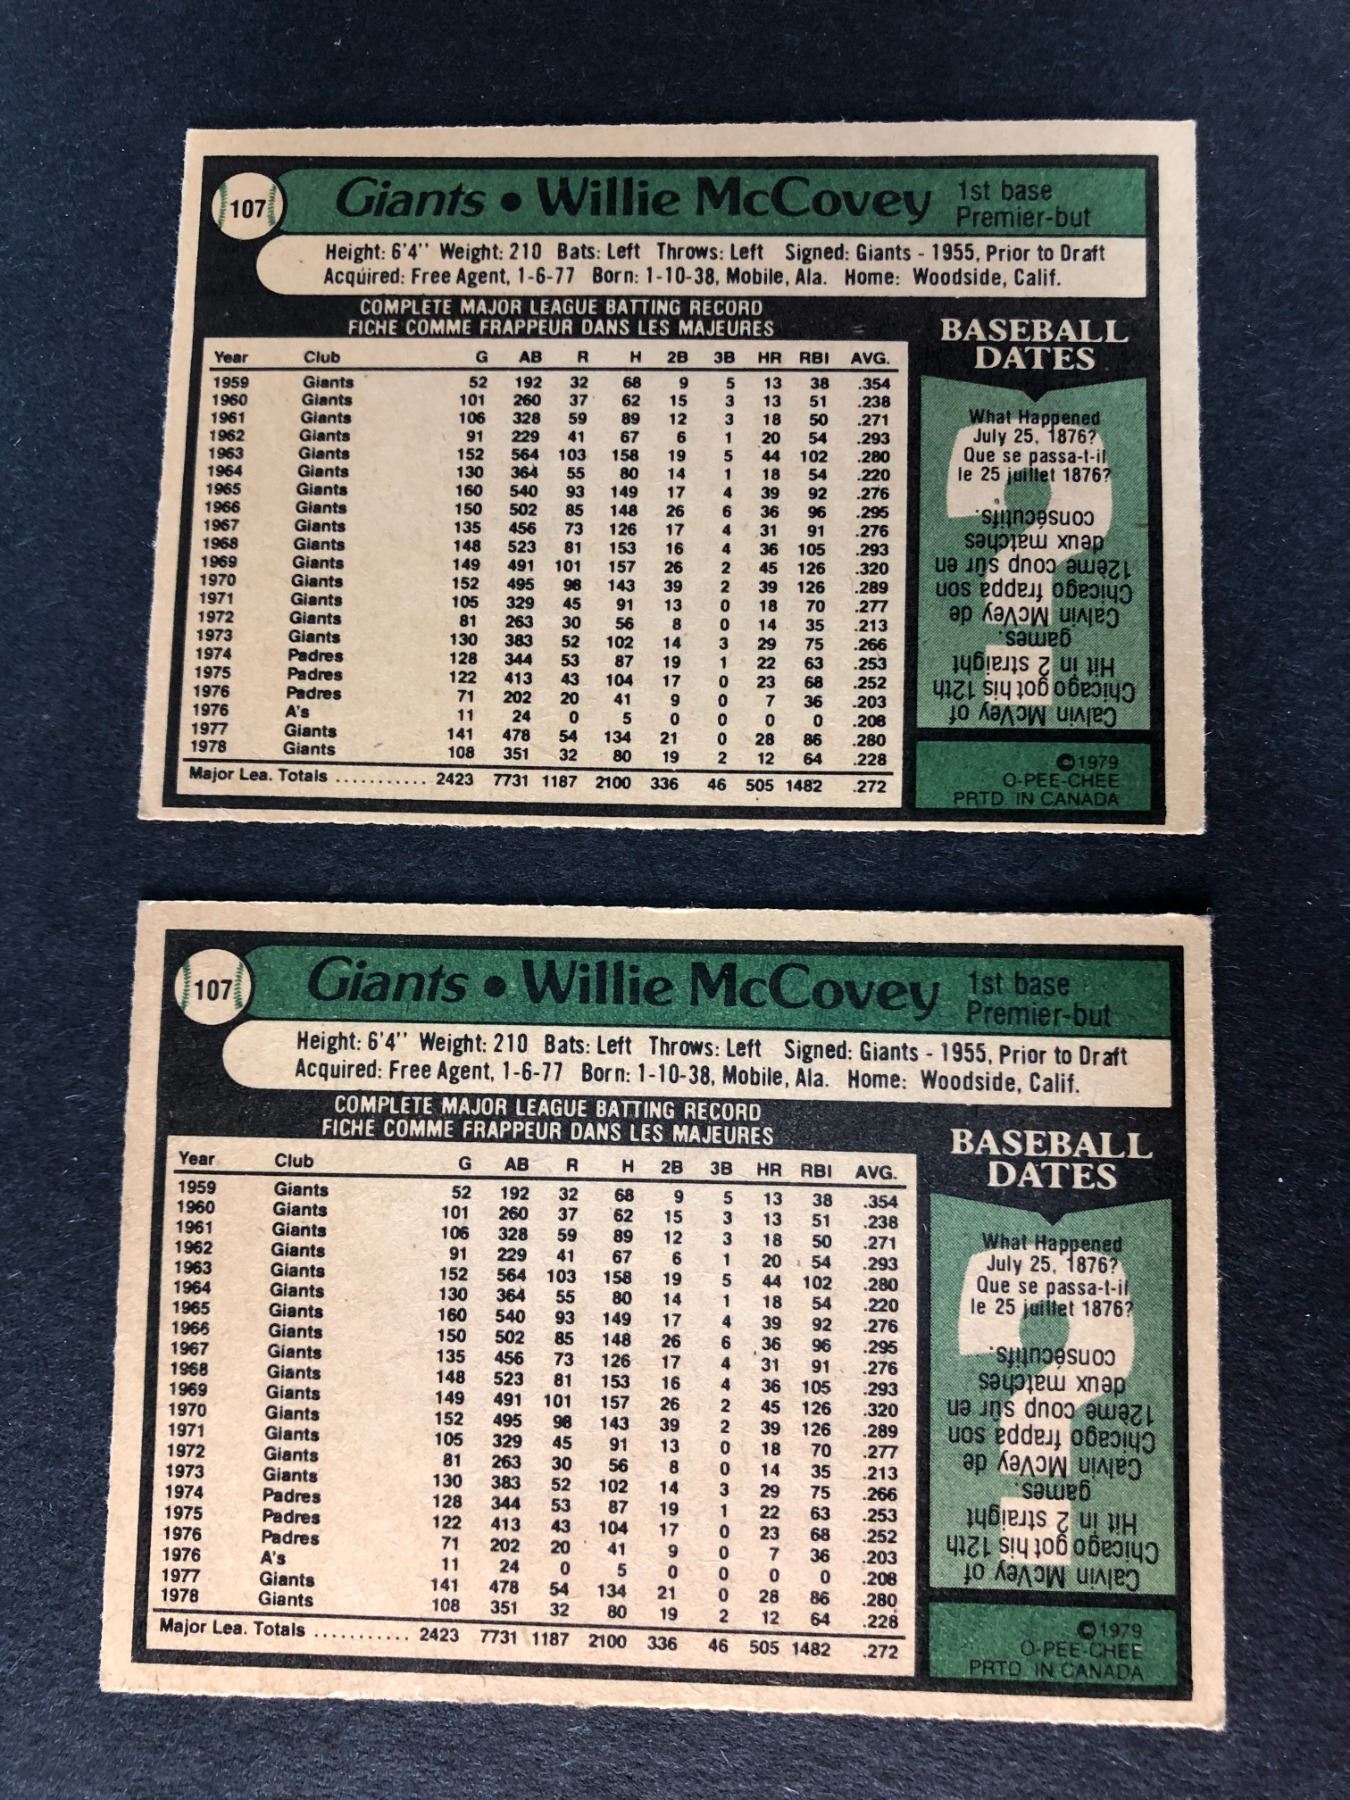 107 Giants • Willie McCovey 1st base
Premier-but
Height: 6'4'' Weight: 210 Bats: Left Throws: Left Signed: Giants - 1955, Prior to Draft
Acquired: Free Agent, 1-6-77 Born: 1-10-38, Mobile, Ala. Home: Woodside, Calif.
COMPLETE MAJOR LEAGUE BATTING RECORD
FICHE COMME FRAPPEUR DANS LES MAJEURES
Year Club G AB R H 2B 3B HR RBI AVG.
1959 Giants 52 192 32 68 9 5 13 38 .354
1960 Giants 101 260 37 62 15 3 13 51 .238
1961 Giants 106 328 59 89 12 3 18 50 .271
1962 Giants 91 229 41 67 6 1 20 54 .293
1963 Giants 152 564 103 158 19 5 44 102 .280
1964 Giants 130 364 55 80 14 1 18 54 .220
1965 Giants 160 540 93 149 17 4 39 92 .276
1966 Giants 150 502 85 148 26 6 36 96 .295
1967 Giants 135 456 73 126 17 4 31 91 .276
1968 Giants 148 523 81 153 16 4 36 105 .293
1969 Giants 149 491 101 157 26 2 45 126 .320
1970 Giants 152 495 98 143 39 2 39 126 .289
1971 Giants 105 329 45 91 13 0 18 70 .277
1972 Giants 81 263 30 56 8 0 14 35 .213
1973 Giants 130 383 52 102 14 3 29 75 .266
1974 Padres 128 344 53 87 19 1 22 63 .253
1975 Padres 122 413 43 104 17 0 23 68 .252
1976 Padres 71 202 20 41 9 0 7 36 .203
1976 A's 11 24 0 5 0 0 0 0 .208
1977 Giants 141 478 54 134 21 0 28 86 .280
1978 Giants 108 351 32 80 19 2 12 64 .228
Major Lea. Totals ........... 2423 7731 1187 2100 336 46 505 1482 .272
BASEBALL
DATES
What Happened
July 25, 1876?
Que se passa-t-il
le 25 juillet 1876?
Calvin McVey of
Chicago got his 12th
Hit in 2 straight
games.
Calvin McVey de
Chicago frappa son
12ème coup sûr en
deux matches
consécutifs.
©1979
O-PEE-CHEE
PRTD. IN CANADA
107 Giants • Willie McCovey 1st base
Premier-but
Height: 6'4'' Weight: 210 Bats: Left Throws: Left Signed: Giants - 1955, Prior to Draft
Acquired: Free Agent, 1-6-77 Born: 1-10-38, Mobile, Ala. Home: Woodside, Calif.
COMPLETE MAJOR LEAGUE BATTING RECORD
FICHE COMME FRAPPEUR DANS LES MAJEURES
Year Club G AB R H 2B 3B HR RBI AVG.
1959 Giants 52 192 32 68 9 5 13 38 .354
1960 Giants 101 260 37 62 15 3 13 51 .238
1961 Giants 106 328 59 89 12 3 18 50 .271
1962 Giants 91 229 41 67 6 1 20 54 .293
1963 Giants 152 564 103 158 19 5 44 102 .280
1964 Giants 130 364 55 80 14 1 18 54 .220
1965 Giants 160 540 93 149 17 4 39 92 .276
1966 Giants 150 502 85 148 26 6 36 96 .295
1967 Giants 135 456 73 126 17 4 31 91 .276
1968 Giants 148 523 81 153 16 4 36 105 .293
1969 Giants 149 491 101 157 26 2 45 126 .320
1970 Giants 152 495 98 143 39 2 39 126 .289
1971 Giants 105 329 45 91 13 0 18 70 .277
1972 Giants 81 263 30 56 8 0 14 35 .213
1973 Giants 130 383 52 102 14 3 29 75 .266
1974 Padres 128 344 53 87 19 1 22 63 .253
1975 Padres 122 413 43 104 17 0 23 68 .252
1976 Padres 71 202 20 41 9 0 7 36 .203
1976 A's 11 24 0 5 0 0 0 0 .208
1977 Giants 141 478 54 134 21 0 28 86 .280
1978 Giants 108 351 32 80 19 2 12 64 .228
Major Lea. Totals ........... 2423 7731 1187 2100 336 46 505 1482 .272
BASEBALL
DATES
What Happened
July 25, 1876?
Que se passa-t-il
le 25 juillet 1876?
Calvin McVey of
Chicago got his 12th
Hit in 2 straight
games.
Calvin McVey de
Chicago frappa son
12ème coup sûr en
deux matches
consécutifs.
©1979
O-PEE-CHEE
PRTD. IN CANADA